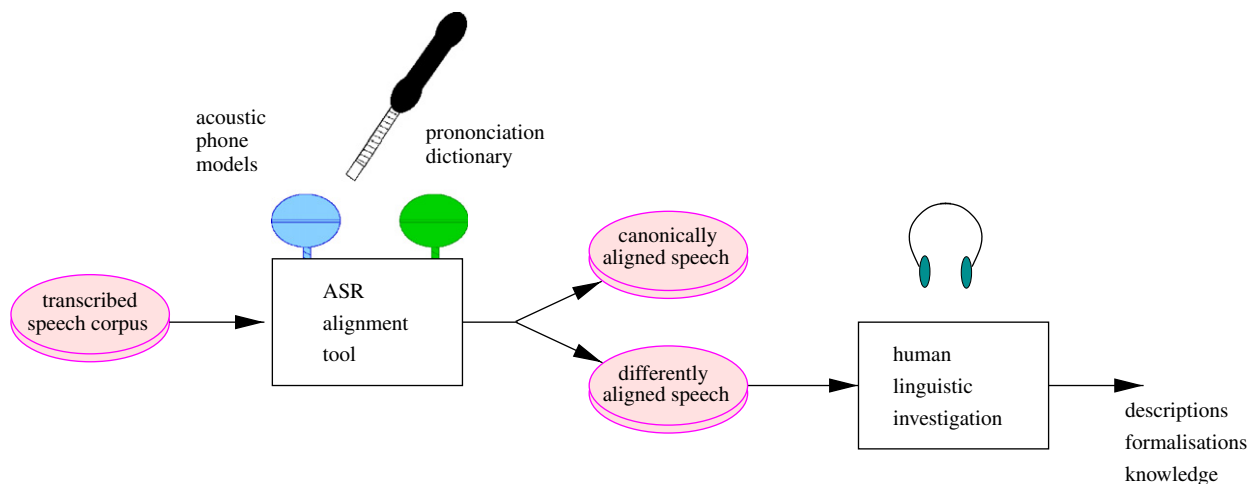 acoustic
phone
models
prononciation
dictionary
transcribed
speech corpus
ASR
alignment
tool
canonically
aligned speech
differently
aligned speech
human
linguistic
investigation
descriptions
formalisations
knowledge